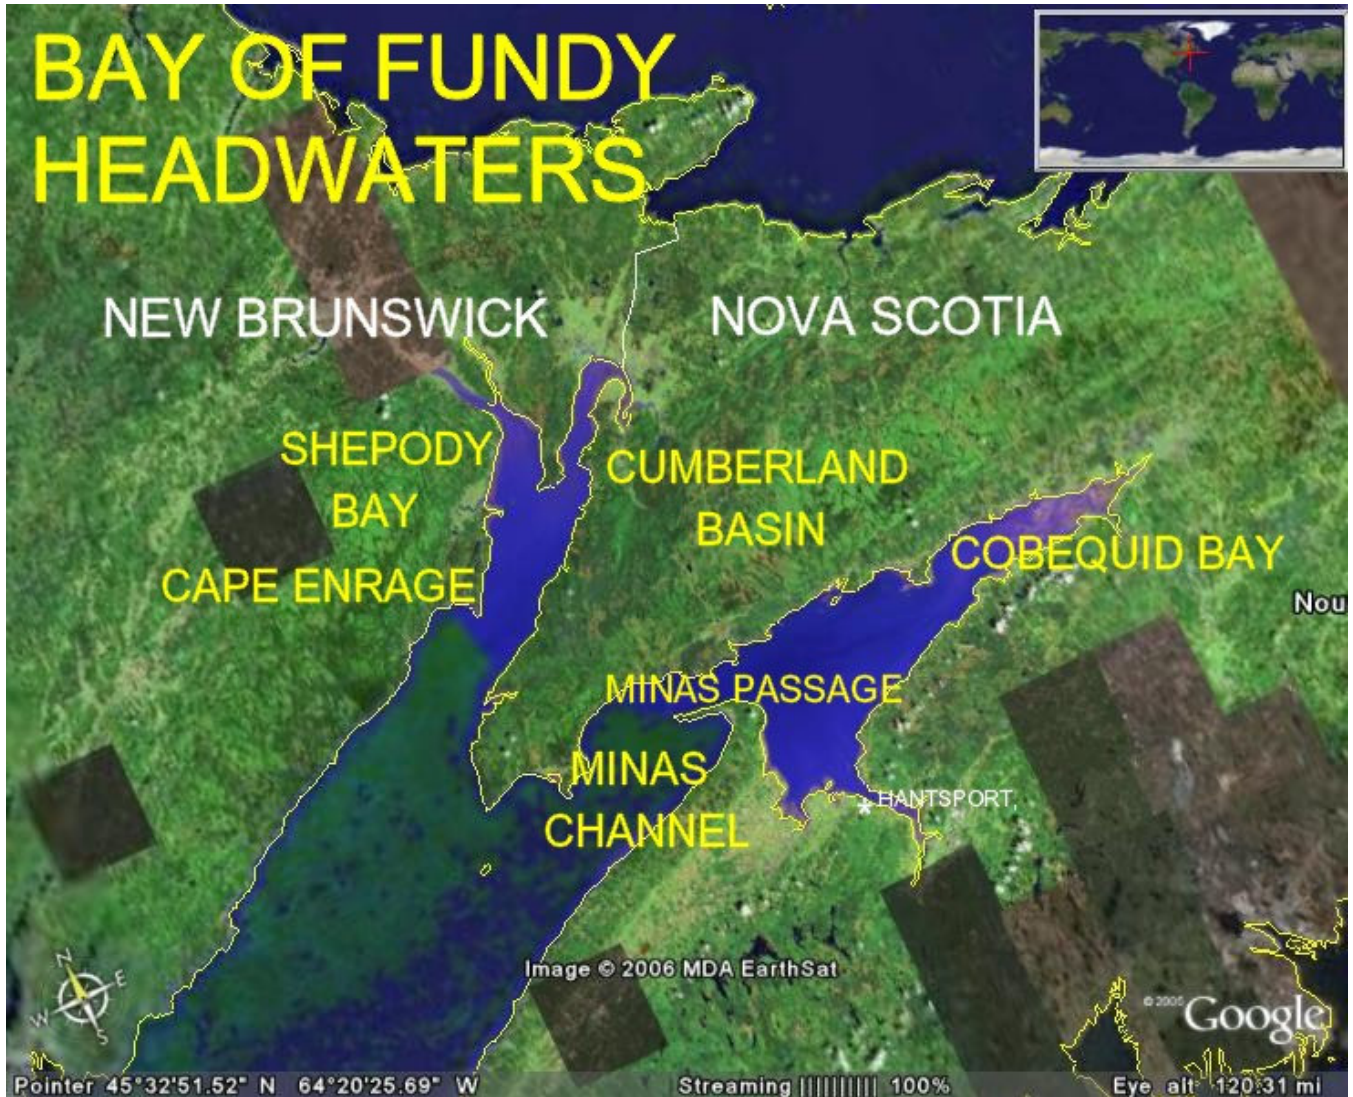 BAY OF FUNDY
HEADWATERS
NEW BRUNSWICK
NOVA SCOTIA
SHEPODY
BAY
CUMBERLAND
BASIN
COBEQUID BAY
CAPE ENRAGE
Nou
MINAS PASSAGE
MINAS
CHANNEL
* HANTSPORT,
N
E
W
S
Image © 2006 MDA EarthSat
© 2005 Google
Pointer 45°32'51.52" N 64°20'25.69" W
Streaming |||||||||| 100%
Eye alt 120.31 mi